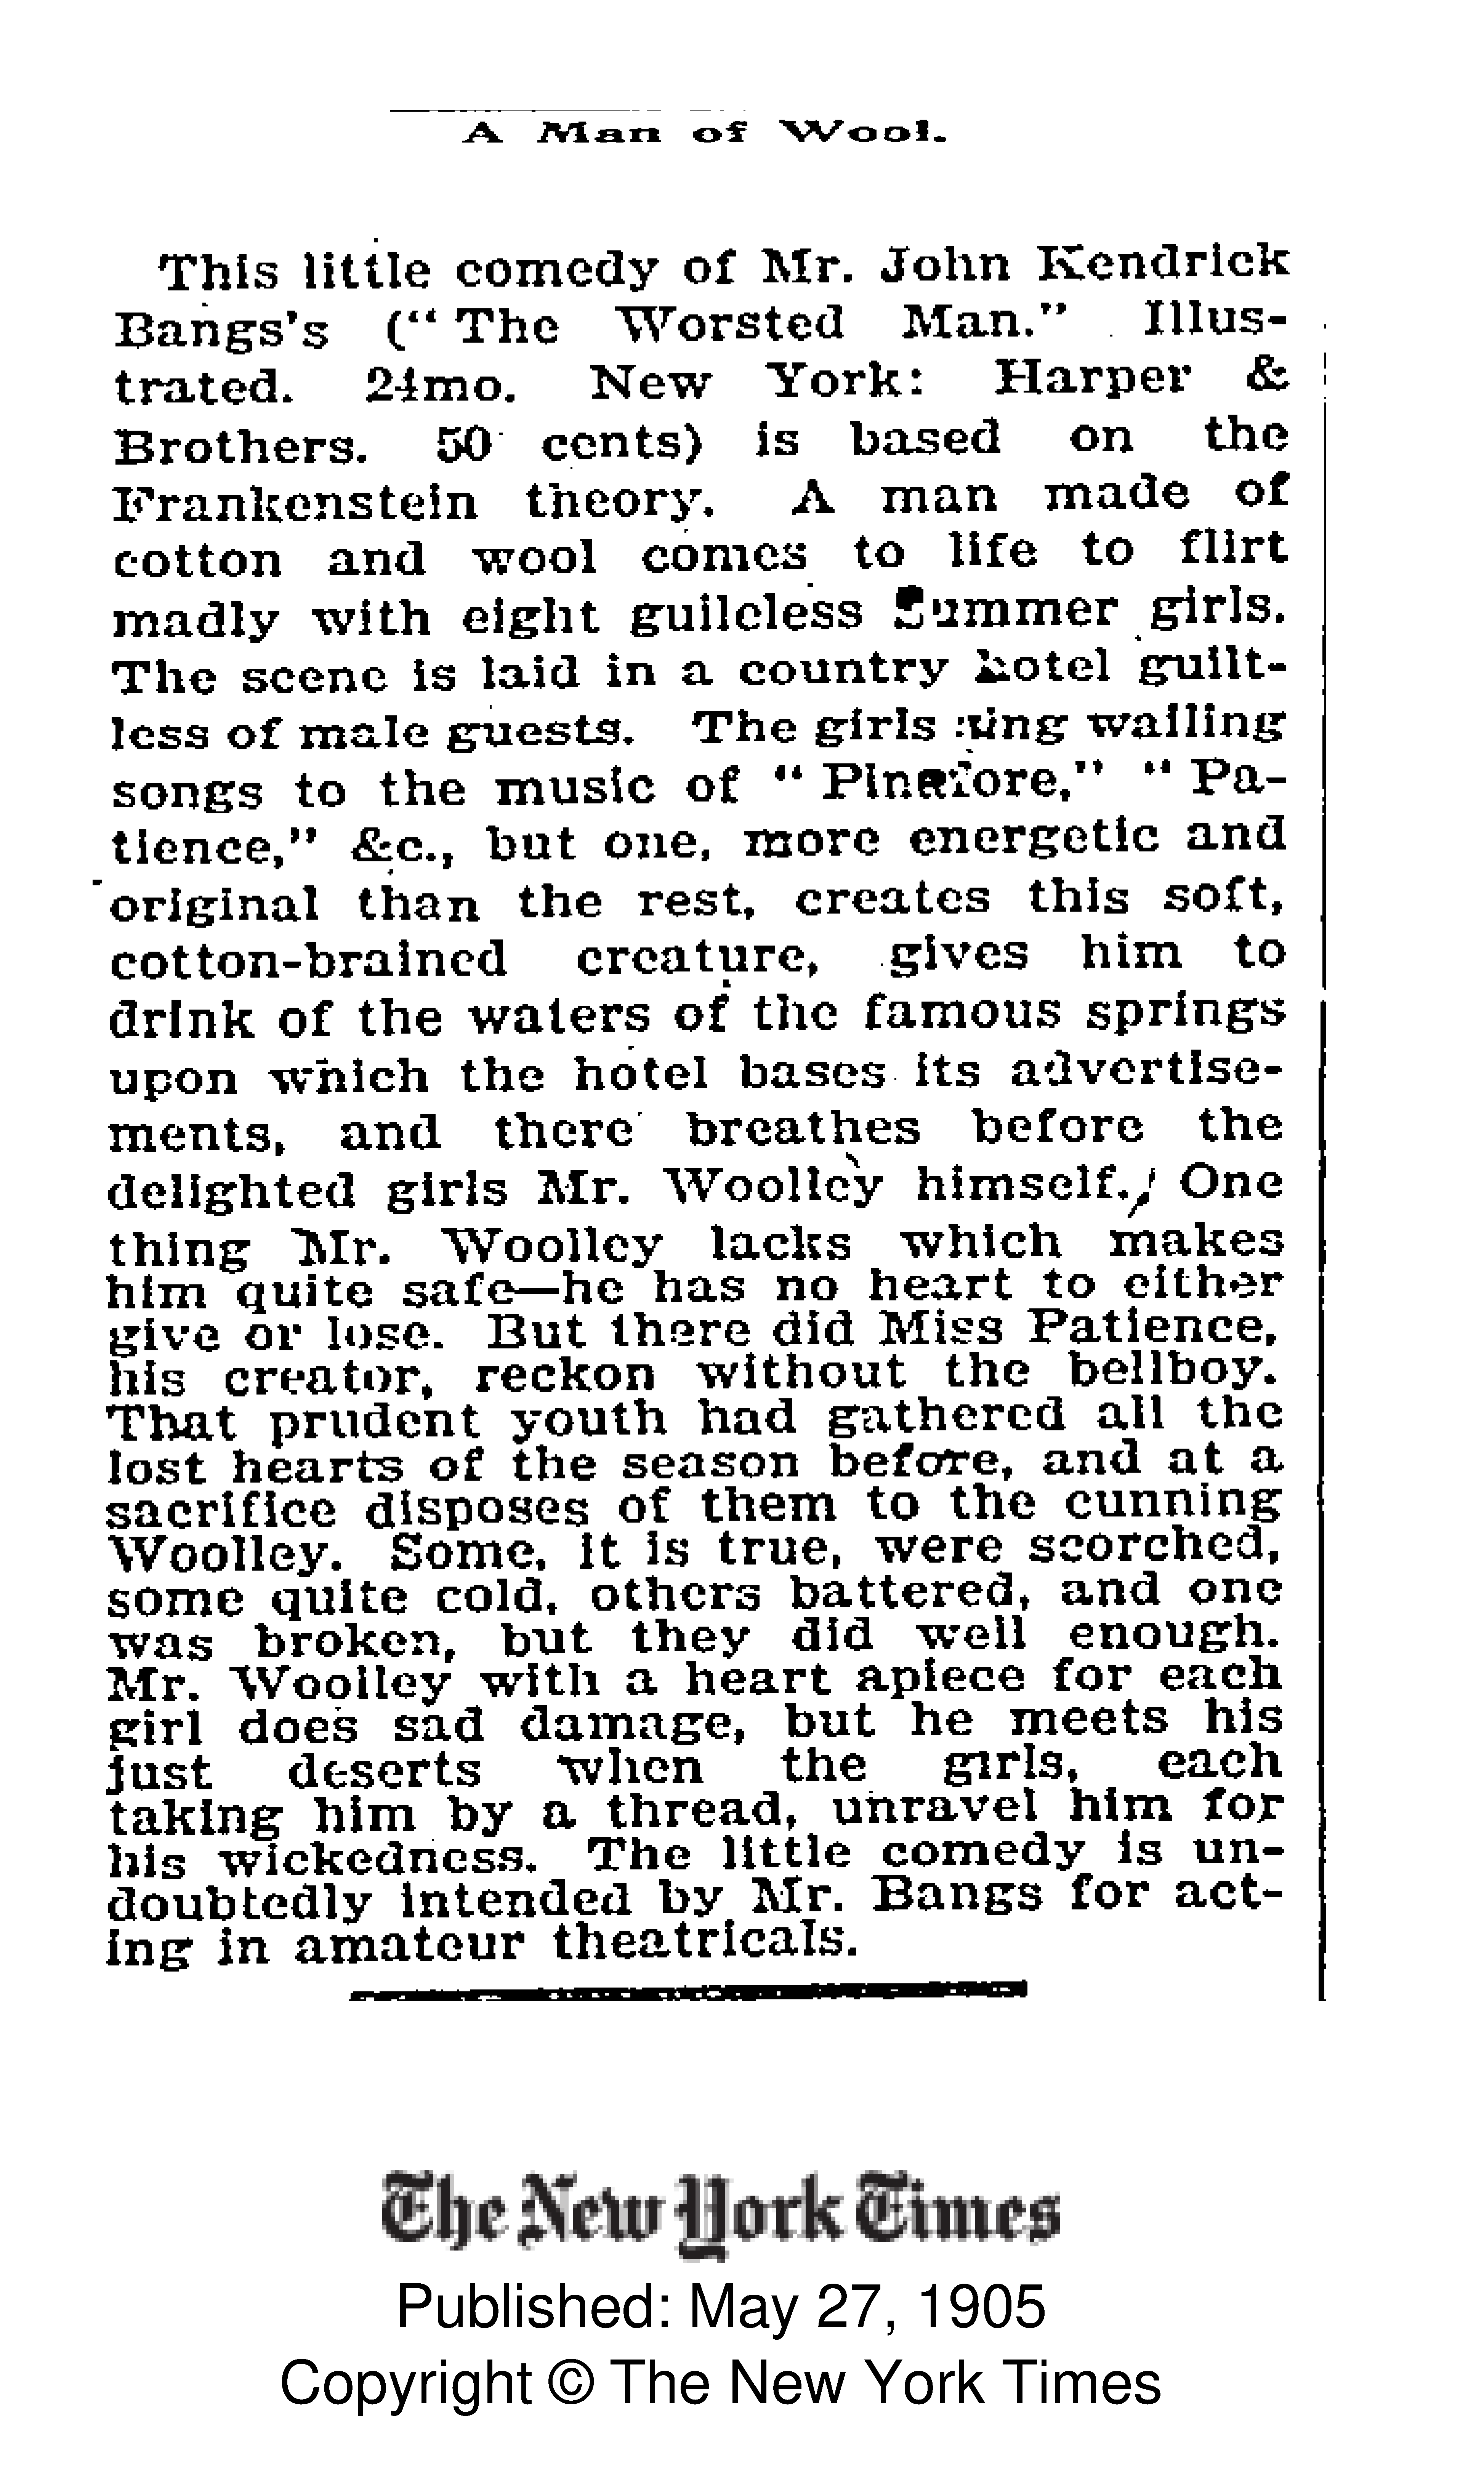 A Man of Wool.
This little comedy of Mr. John Kendrick
Bangs's (" The Worsted Man." Illus-
trated. 24mo. New York: Harper &
Brothers. 50 cents) is based on the
Frankenstein theory. A man made of
cotton and wool comes to life to flirt
madly with eight guileless Summer girls.
The scene is laid in a country hotel guilt-
less of male guests. The girls sing wailing
songs to the music of " Pinafore," " Pa-
tience," &c., but one, more energetic and
original than the rest, creates this soft,
cotton-brained creature, gives him to
drink of the waters of the famous springs
upon which the hotel bases its advertise-
ments, and there breathes before the
delighted girls Mr. Woolley himself. One
thing Mr. Woolley lacks which makes
him quite safe—he has no heart to either
give or lose. But there did Miss Patience,
his creator, reckon without the bellboy.
That prudent youth had gathered all the
lost hearts of the season before, and at a
sacrifice disposes of them to the cunning
Woolley. Some, it is true, were scorched,
some quite cold, others battered, and one
was broken, but they did well enough.
Mr. Woolley with a heart apiece for each
girl does sad damage, but he meets his
just deserts when the girls, each
taking him by a thread, unravel him for
his wickedness. The little comedy is un-
doubtedly intended by Mr. Bangs for act-
ing in amateur theatricals.
The New York Times
Published: May 27, 1905
Copyright © The New York Times